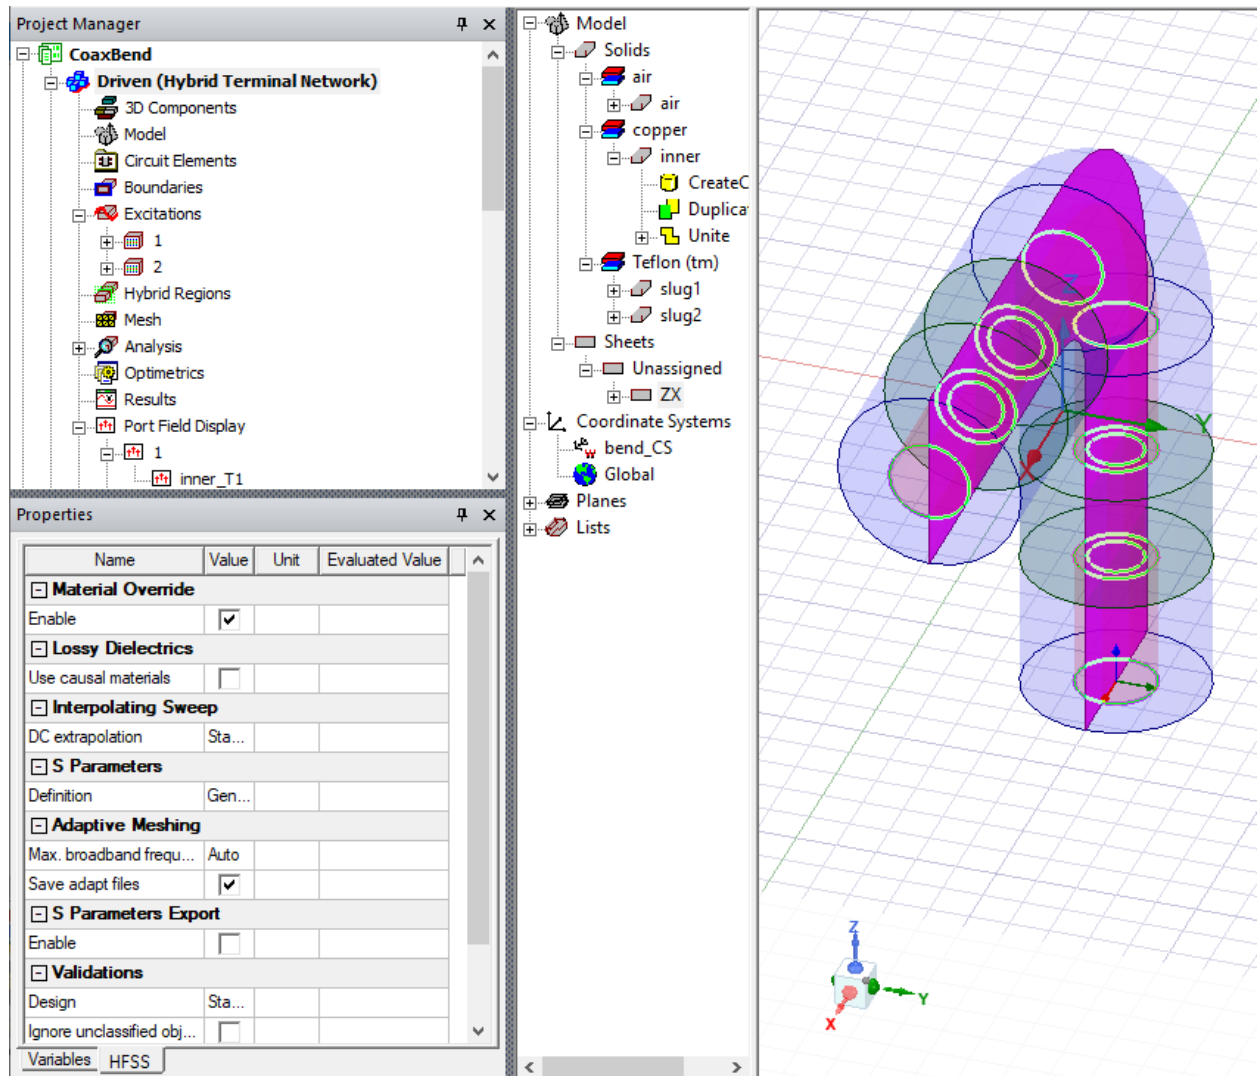 Project Manager
CoaxBend
Driven (Hybrid Terminal Network)
3D Components
Model
Circuit Elements
Boundaries
Excitations
1
2
Hybrid Regions
Mesh
Analysis
Optimetrics
Results
Port Field Display
1
inner_T1
Properties
Name Value Unit Evaluated Value
Material Override
Enable
Lossy Dielectrics
Use causal materials
Interpolating Sweep
DC extrapolation Sta...
S Parameters
Definition Gen...
Adaptive Meshing
Max. broadband frequ... Auto
Save adapt files
S Parameters Export
Enable
Validations
Design Sta...
Ignore unclassified obj...
Variables HFSS
Model
Solids
air
air
copper
inner
CreateC
Duplica
Unite
Teflon (tm)
slug1
slug2
Sheets
Unassigned
ZX
Coordinate Systems
bend_CS
Global
Planes
Lists
Z
Y
X
Z
Y
X